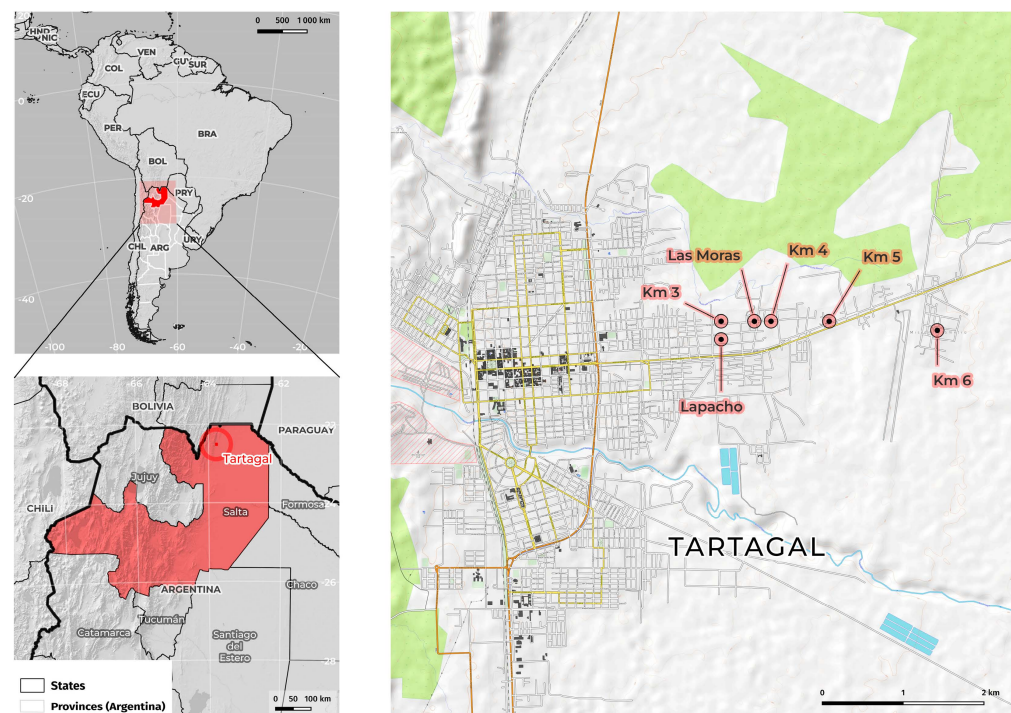 0 500 1 000 km
HND
NIC
VEN
GUY
SUR
COL
ECU
0
PER
BRA
BOL
-20
PRY
CHL
ARG
URY
-40
-100
-80
-60
-40
-68
-66
-64
-62
BOLIVIA
PARAGUAY
Tartagal
Jujuy
CHILI
Salta
Formosa
-26
ARGENTINA
Chaco
Tucumán
Catamarca
Santiago
del
Estero
-28
0 50 100 km
States
Provinces (Argentina)
Las Moras
Km 4
Km 5
Km 3
Km 6
Lapacho
TARTAGAL
0 1 2 km